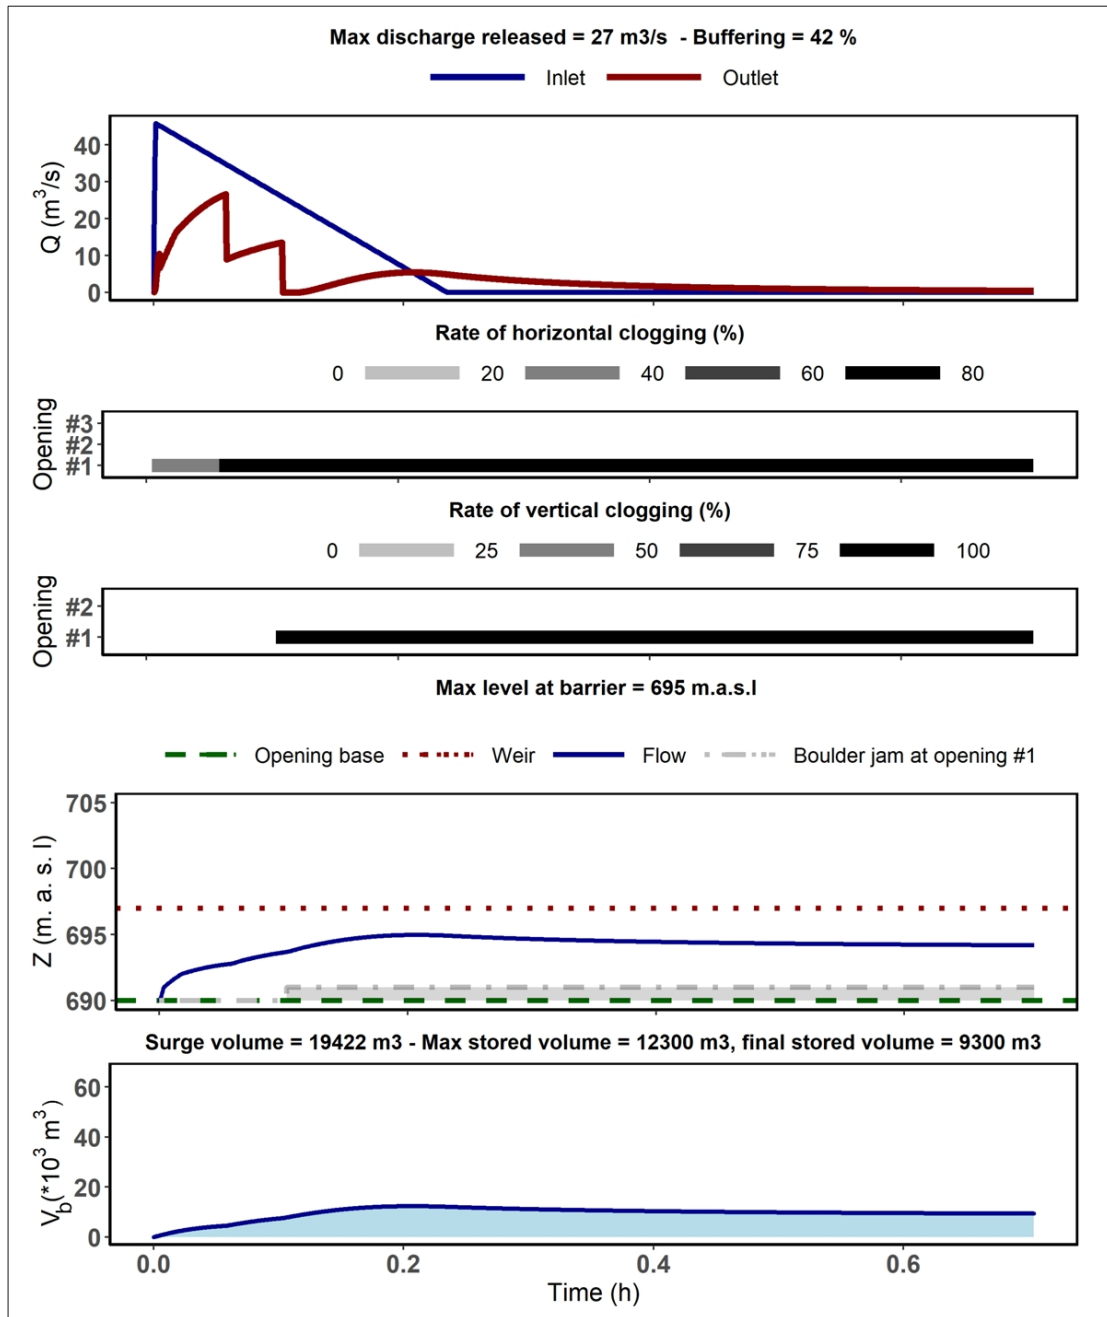 Max discharge released = 27 m3/s - Buffering = 42 %
Inlet Outlet
Q (m³/s)
40
30
20
10
0
Rate of horizontal clogging (%)
0 20 40 60 80
Opening
#3
#2
#1
Rate of vertical clogging (%)
0 25 50 75 100
Opening
#2
#1
Max level at barrier = 695 m.a.s.l
Opening base Weir Flow Boulder jam at opening #1
Z (m. a. s. l)
705
700
695
690
Surge volume = 19422 m3 - Max stored volume = 12300 m3, final stored volume = 9300 m3
V_b(*10³ m³)
60
40
20
0
0.0 0.2 0.4 0.6
Time (h)